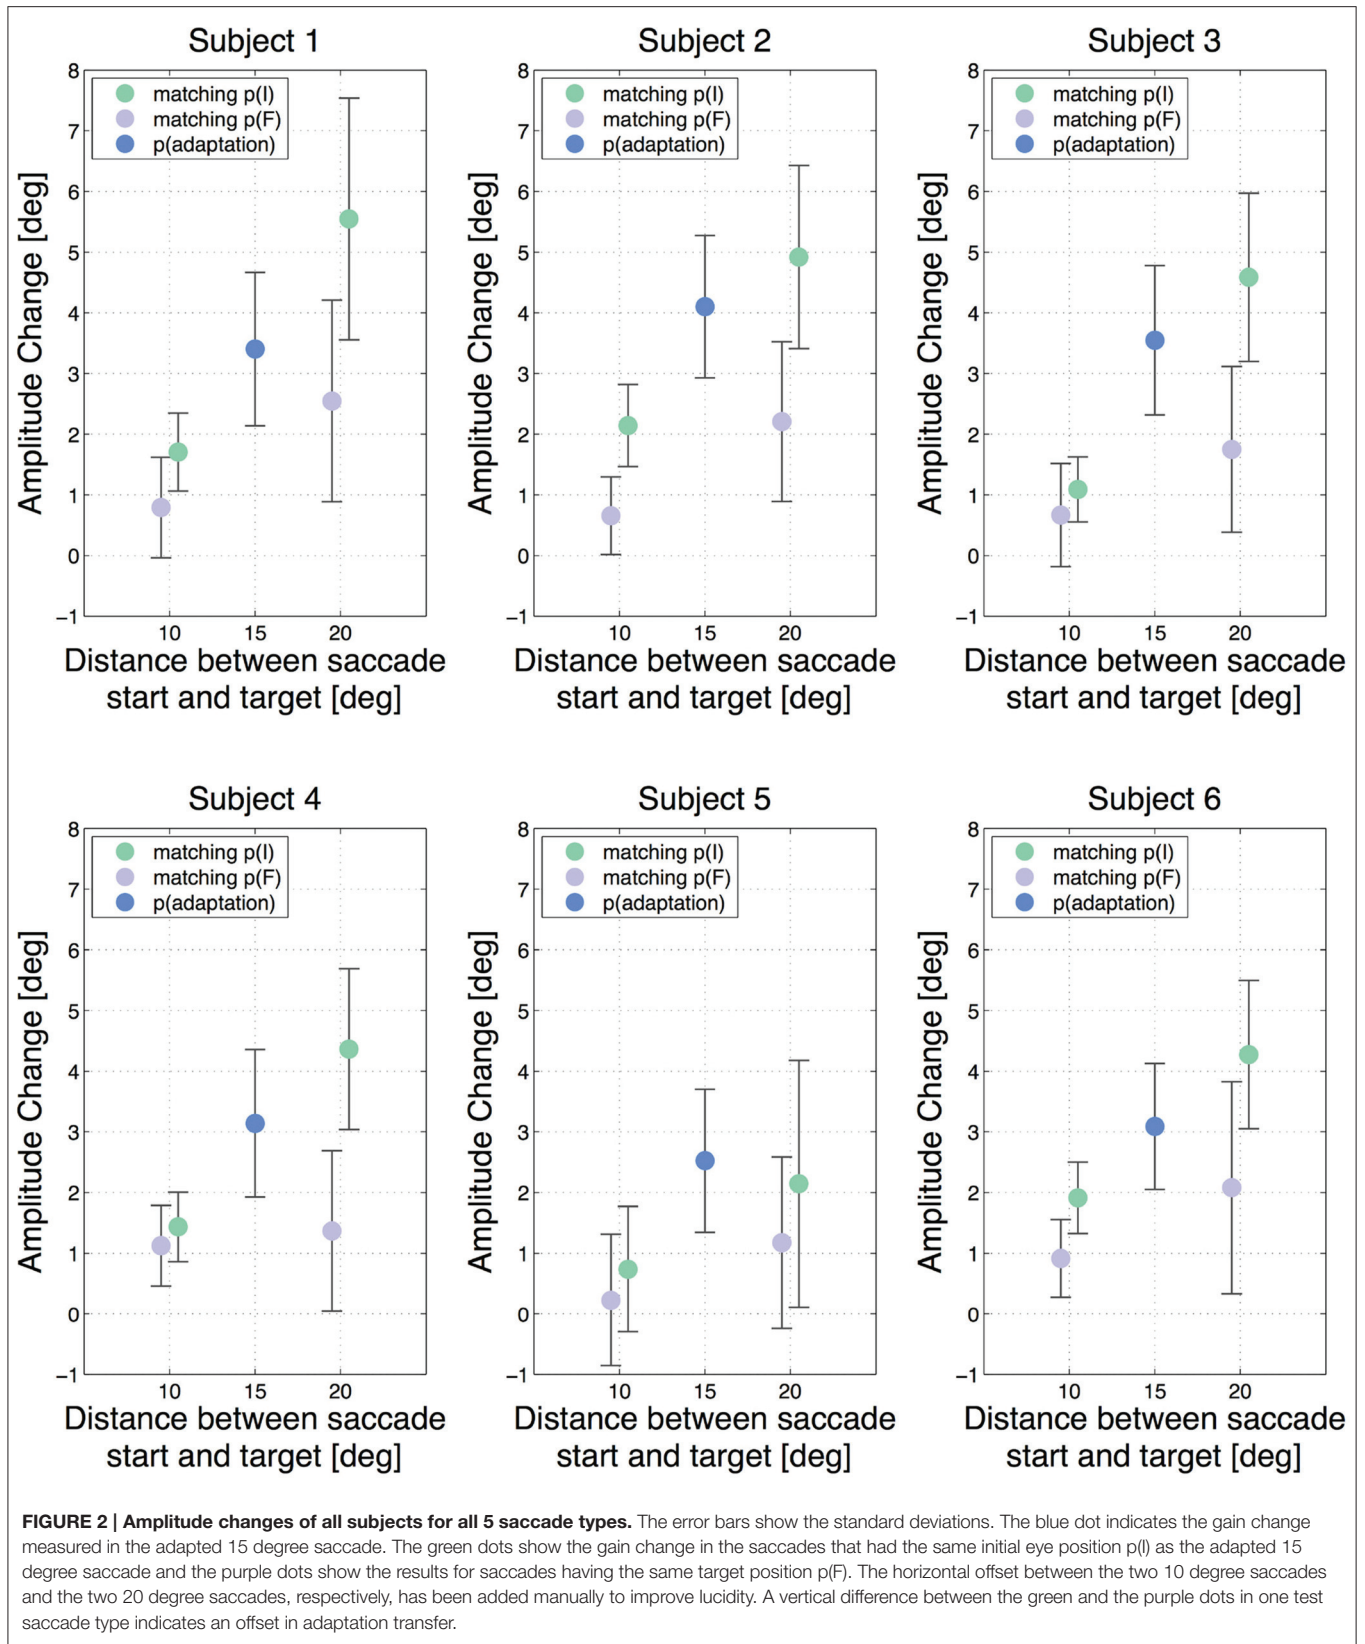 Subject 1
8
7
6
5
4
3
2
1
0
−1
matching p(I)
matching p(F)
p(adaptation)
Amplitude Change [deg]
10 15 20
Distance between saccade
start and target [deg]
Subject 2
8
7
6
5
4
3
2
1
0
−1
matching p(I)
matching p(F)
p(adaptation)
Amplitude Change [deg]
10 15 20
Distance between saccade
start and target [deg]
Subject 3
8
7
6
5
4
3
2
1
0
−1
matching p(I)
matching p(F)
p(adaptation)
Amplitude Change [deg]
10 15 20
Distance between saccade
start and target [deg]
Subject 4
8
7
6
5
4
3
2
1
0
−1
matching p(I)
matching p(F)
p(adaptation)
Amplitude Change [deg]
10 15 20
Distance between saccade
start and target [deg]
Subject 5
8
7
6
5
4
3
2
1
0
−1
matching p(I)
matching p(F)
p(adaptation)
Amplitude Change [deg]
10 15 20
Distance between saccade
start and target [deg]
Subject 6
8
7
6
5
4
3
2
1
0
−1
matching p(I)
matching p(F)
p(adaptation)
Amplitude Change [deg]
10 15 20
Distance between saccade
start and target [deg]
FIGURE 2 | Amplitude changes of all subjects for all 5 saccade types. The error bars show the standard deviations. The blue dot indicates the gain change
measured in the adapted 15 degree saccade. The green dots show the gain change in the saccades that had the same initial eye position p(I) as the adapted 15
degree saccade and the purple dots show the results for saccades having the same target position p(F). The horizontal offset between the two 10 degree saccades
and the two 20 degree saccades, respectively, has been added manually to improve lucidity. A vertical difference between the green and the purple dots in one test
saccade type indicates an offset in adaptation transfer.